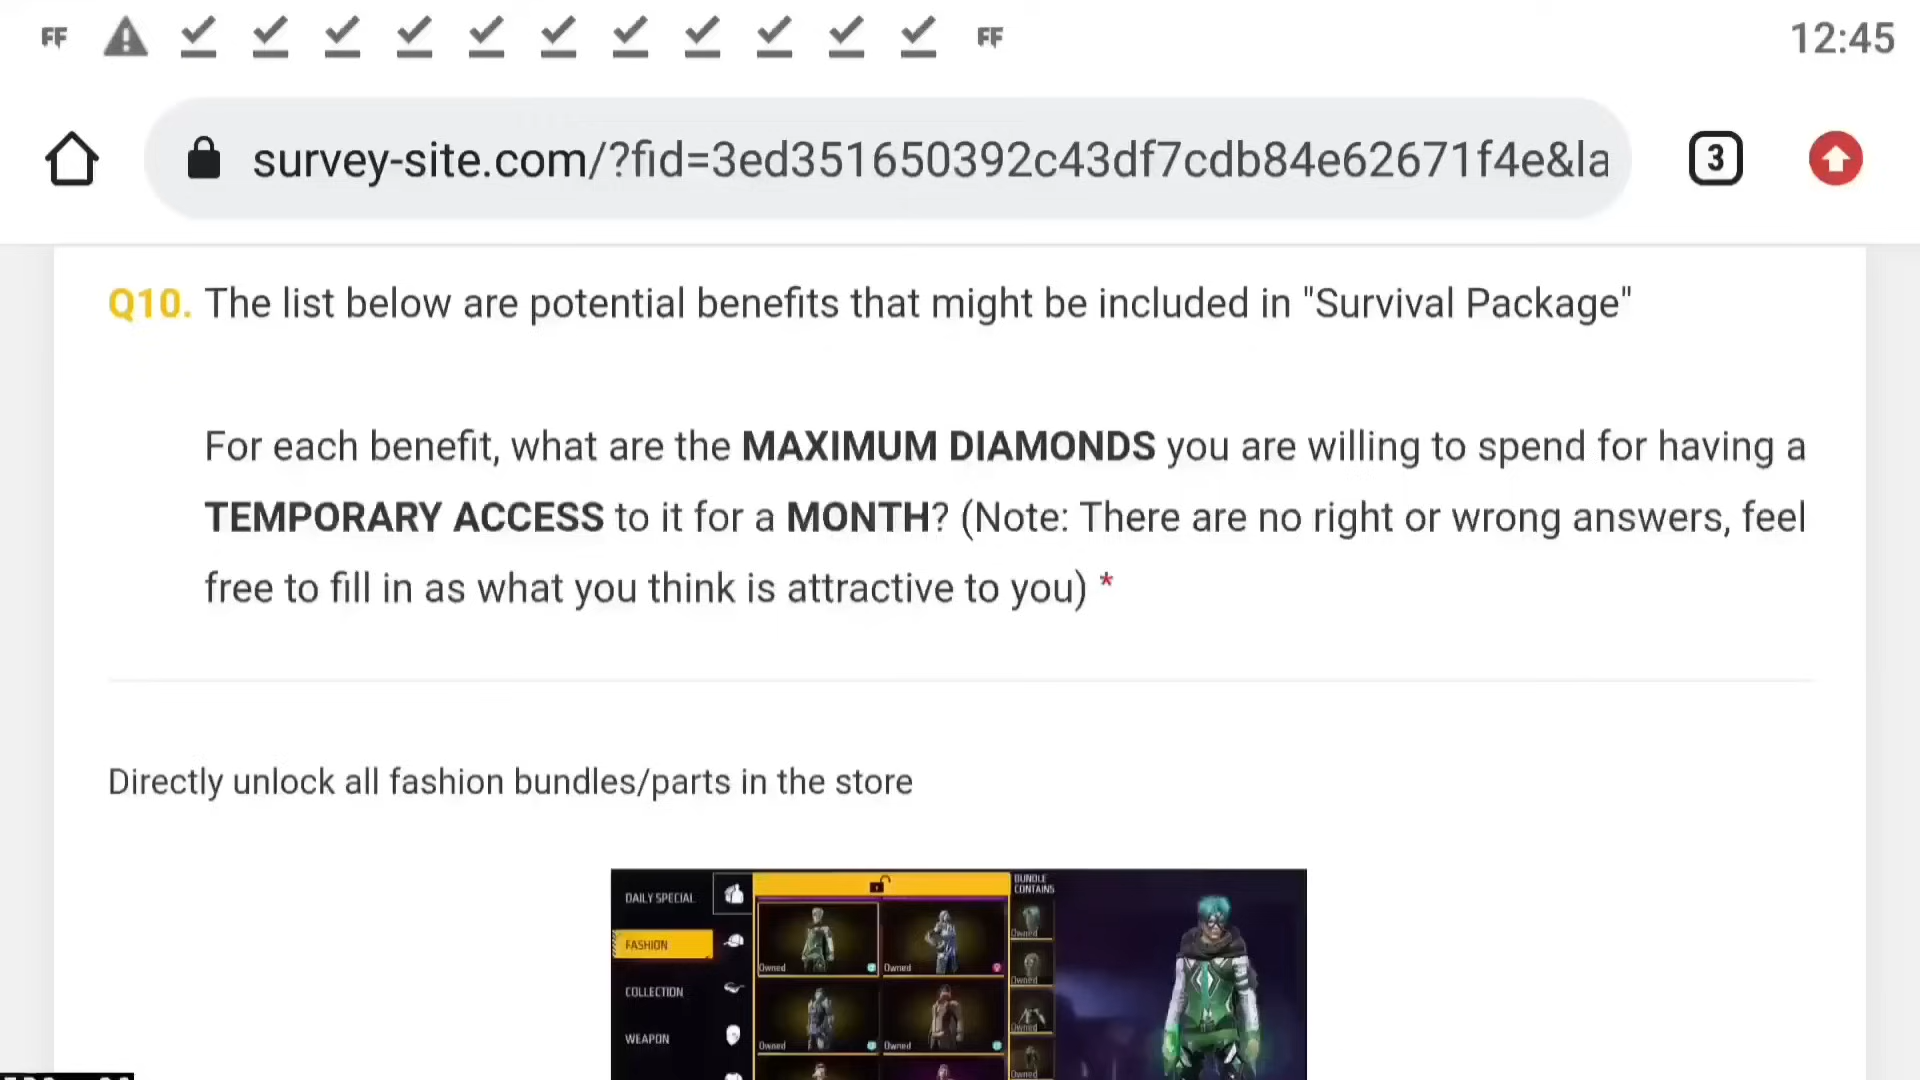 FF FF 12:45
survey-site.com/?fid=3ed351650392c43df7cdb84e62671f4e&la 3
Q10. The list below are potential benefits that might be included in "Survival Package"
For each benefit, what are the MAXIMUM DIAMONDS you are willing to spend for having a
TEMPORARY ACCESS to it for a MONTH? (Note: There are no right or wrong answers, feel
free to fill in as what you think is attractive to you) *
Directly unlock all fashion bundles/parts in the store
DAILY SPECIAL
FASHION
COLLECTION
WEAPON
Owned Owned
Owned Owned
BUNDLE
CONTAINS
Owned
Owned
Owned
Owned